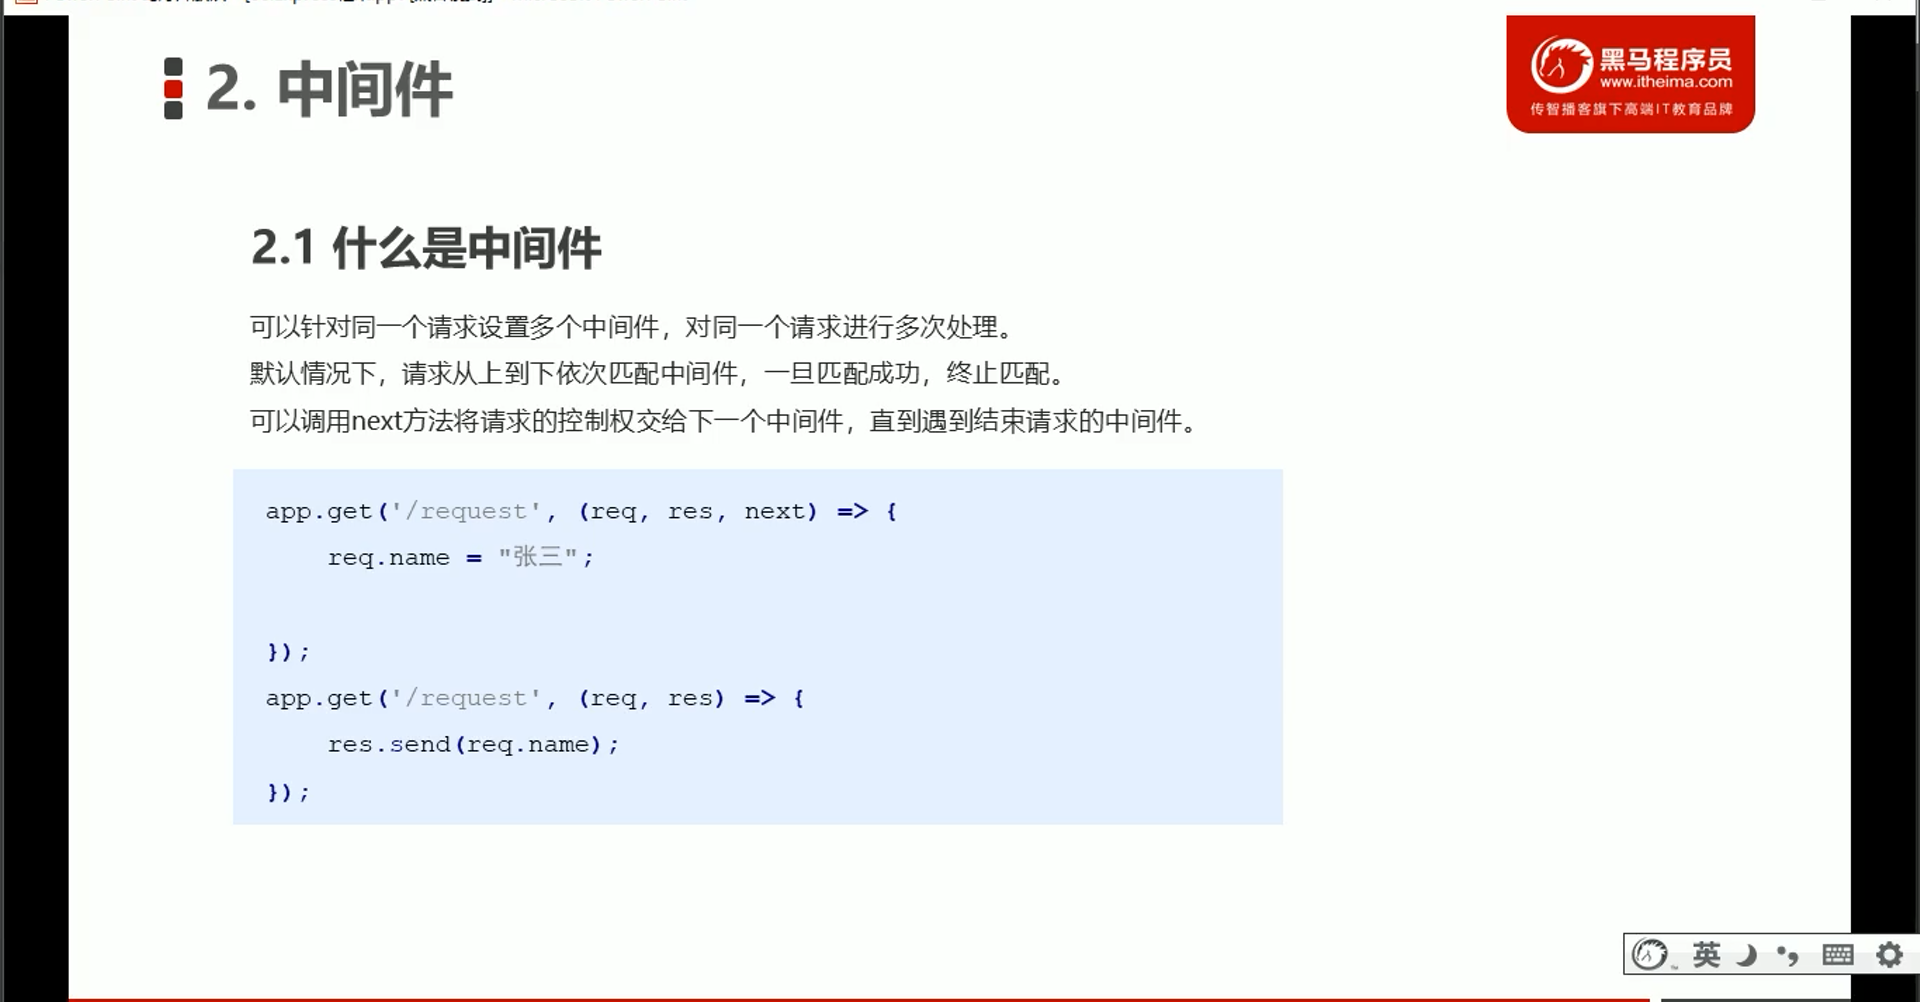 2. 中间件
黑马程序员
www.itheima.com
传智播客旗下高端IT教育品牌
2.1 什么是中间件
可以针对同一个请求设置多个中间件，对同一个请求进行多次处理。
默认情况下，请求从上到下依次匹配中间件，一旦匹配成功，终止匹配。
可以调用next方法将请求的控制权交给下一个中间件，直到遇到结束请求的中间件。
app.get('/request', (req, res, next) => {
req.name = "张三";
});
app.get('/request', (req, res) => {
res.send(req.name);
});
英